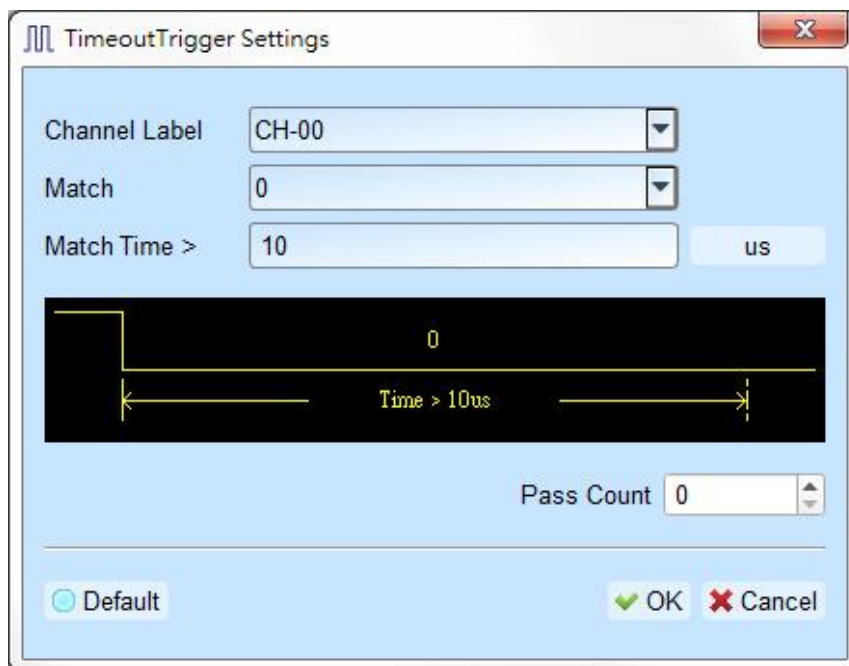 TimeoutTrigger Settings
Channel Label CH-00
Match 0
Match Time > 10 us
0
Time > 10us
Pass Count 0
Default OK Cancel